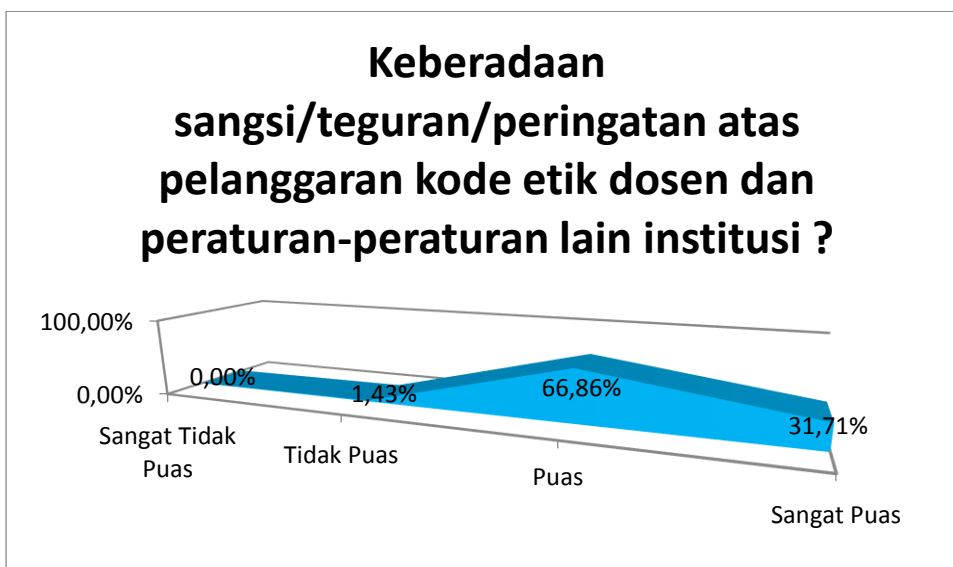 Keberadaan
sangsi/teguran/peringatan atas
pelanggaran kode etik dosen dan
peraturan-peraturan lain institusi ?
100,00%
0,00%
0,00%
1,43%
66,86%
31,71%
Sangat Tidak
Puas
Tidak Puas
Puas
Sangat Puas